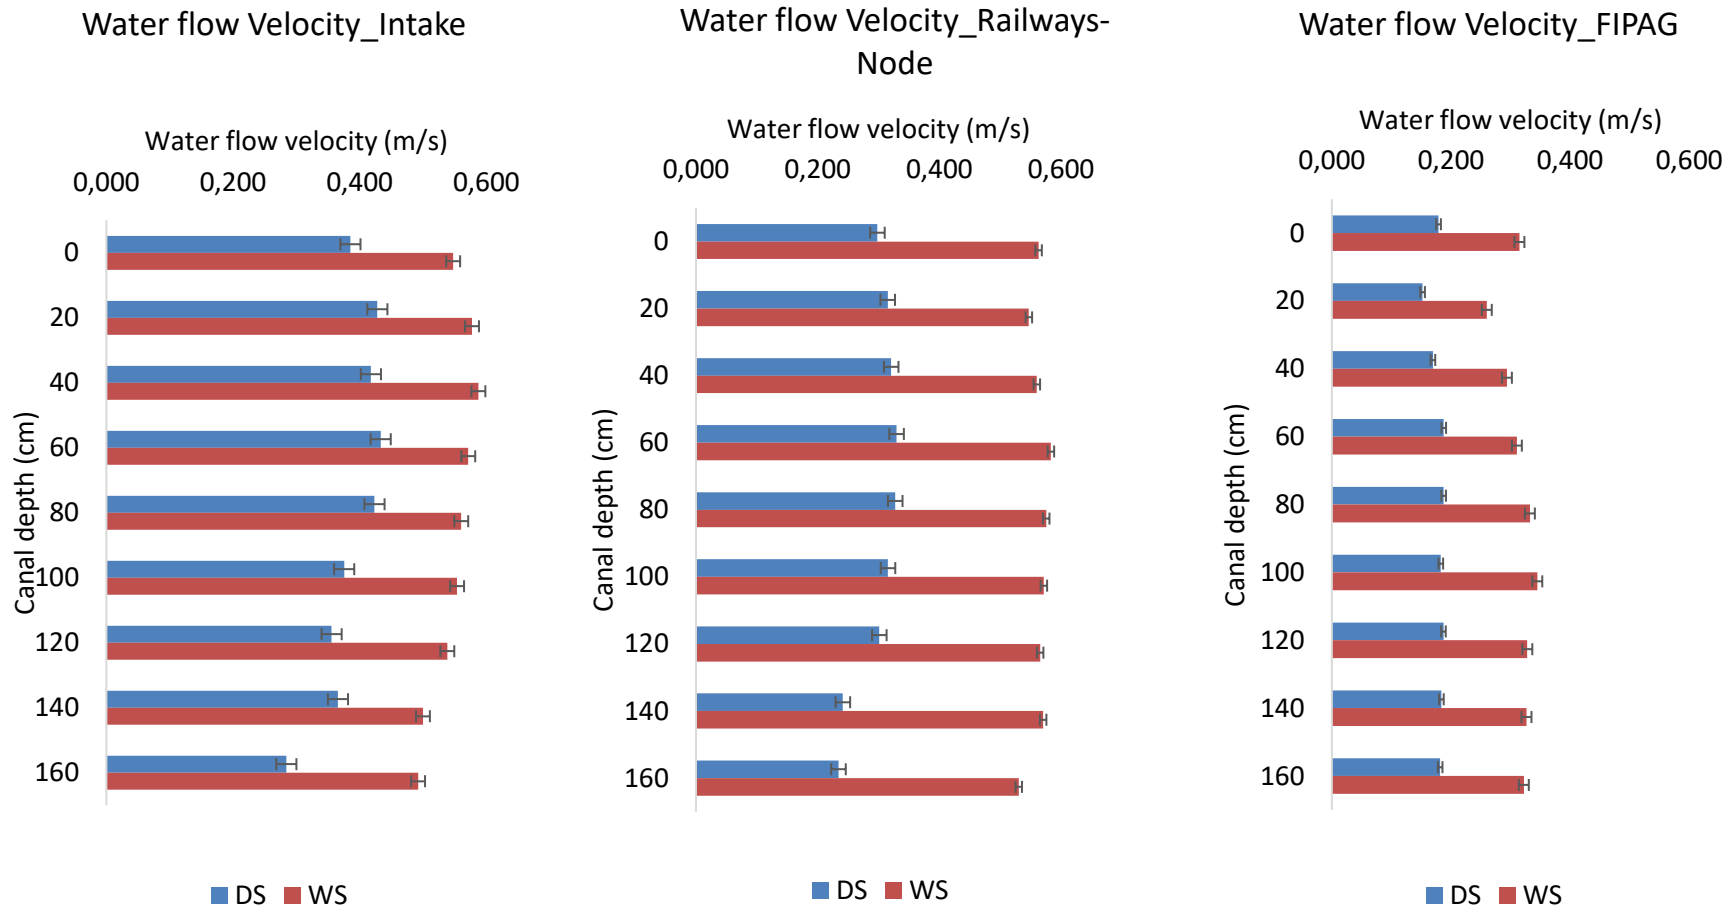 Water flow Velocity_Intake
Water flow velocity (m/s)
0,000 0,200 0,400 0,600
Canal depth (cm)
0
20
40
60
80
100
120
140
160
DS WS
Water flow Velocity_Railways-
Node
Water flow velocity (m/s)
0,000 0,200 0,400 0,600
Canal depth (cm)
0
20
40
60
80
100
120
140
160
DS WS
Water flow Velocity_FIPAG
Water flow velocity (m/s)
0,000 0,200 0,400 0,600
Canal depth (cm)
0
20
40
60
80
100
120
140
160
DS WS